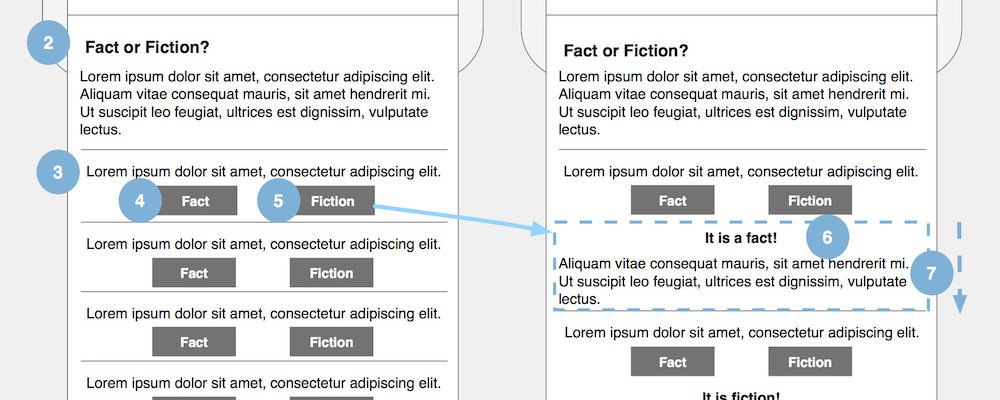 2
Fact or Fiction?
Lorem ipsum dolor sit amet, consectetur adipiscing elit.
Aliquam vitae consequat mauris, sit amet hendrerit mi.
Ut suscipit leo feugiat, ultrices est dignissim, vulputate
lectus.
3
Lorem ipsum dolor sit amet, consectetur adipiscing elit.
4 Fact 5 Fiction
Lorem ipsum dolor sit amet, consectetur adipiscing elit.
Fact Fiction
Lorem ipsum dolor sit amet, consectetur adipiscing elit.
Fact Fiction
Lorem ipsum dolor sit amet, consectetur adipiscing elit.
Fact or Fiction?
Lorem ipsum dolor sit amet, consectetur adipiscing elit.
Aliquam vitae consequat mauris, sit amet hendrerit mi.
Ut suscipit leo feugiat, ultrices est dignissim, vulputate
lectus.
Lorem ipsum dolor sit amet, consectetur adipiscing elit.
Fact Fiction
It is a fact! 6
Aliquam vitae consequat mauris, sit amet hendrerit mi.
7
Ut suscipit leo feugiat, ultrices est dignissim, vulputate
lectus.
Lorem ipsum dolor sit amet, consectetur adipiscing elit.
Fact Fiction
It is fiction!